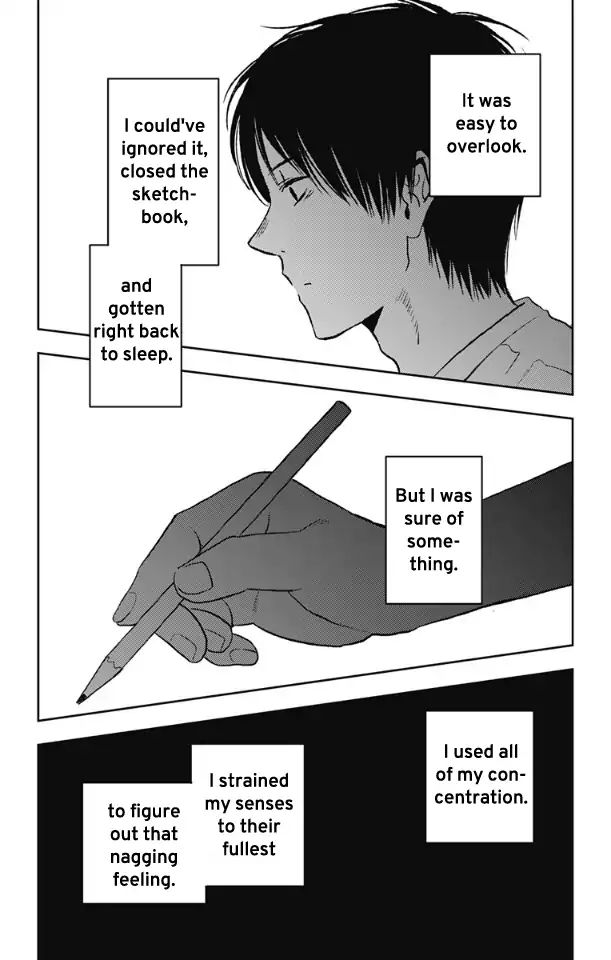 It was
easy to
overlook.
I could've
ignored it,
closed the
sketch-
book,
and
gotten
right back
to sleep.
But I was
sure of
some-
thing.
I used all
of my con-
centration.
I strained
my senses
to their
fullest
to figure
out that
nagging
feeling.